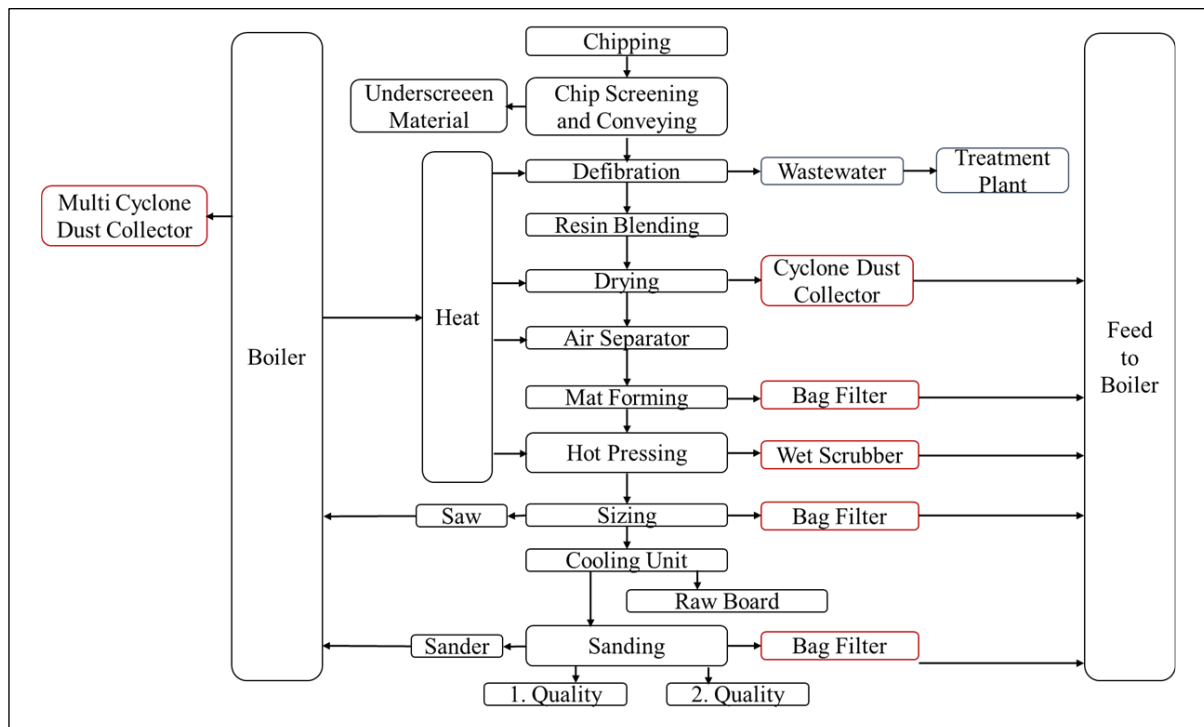 Chipping
Underscreeen
Material
Chip Screening
and Conveying
Defibration
Wastewater
Treatment
Plant
Multi Cyclone
Dust Collector
Resin Blending
Drying
Cyclone Dust
Collector
Heat
Air Separator
Boiler
Feed
to
Boiler
Mat Forming
Bag Filter
Hot Pressing
Wet Scrubber
Saw
Sizing
Bag Filter
Cooling Unit
Raw Board
Sander
Sanding
Bag Filter
1. Quality
2. Quality